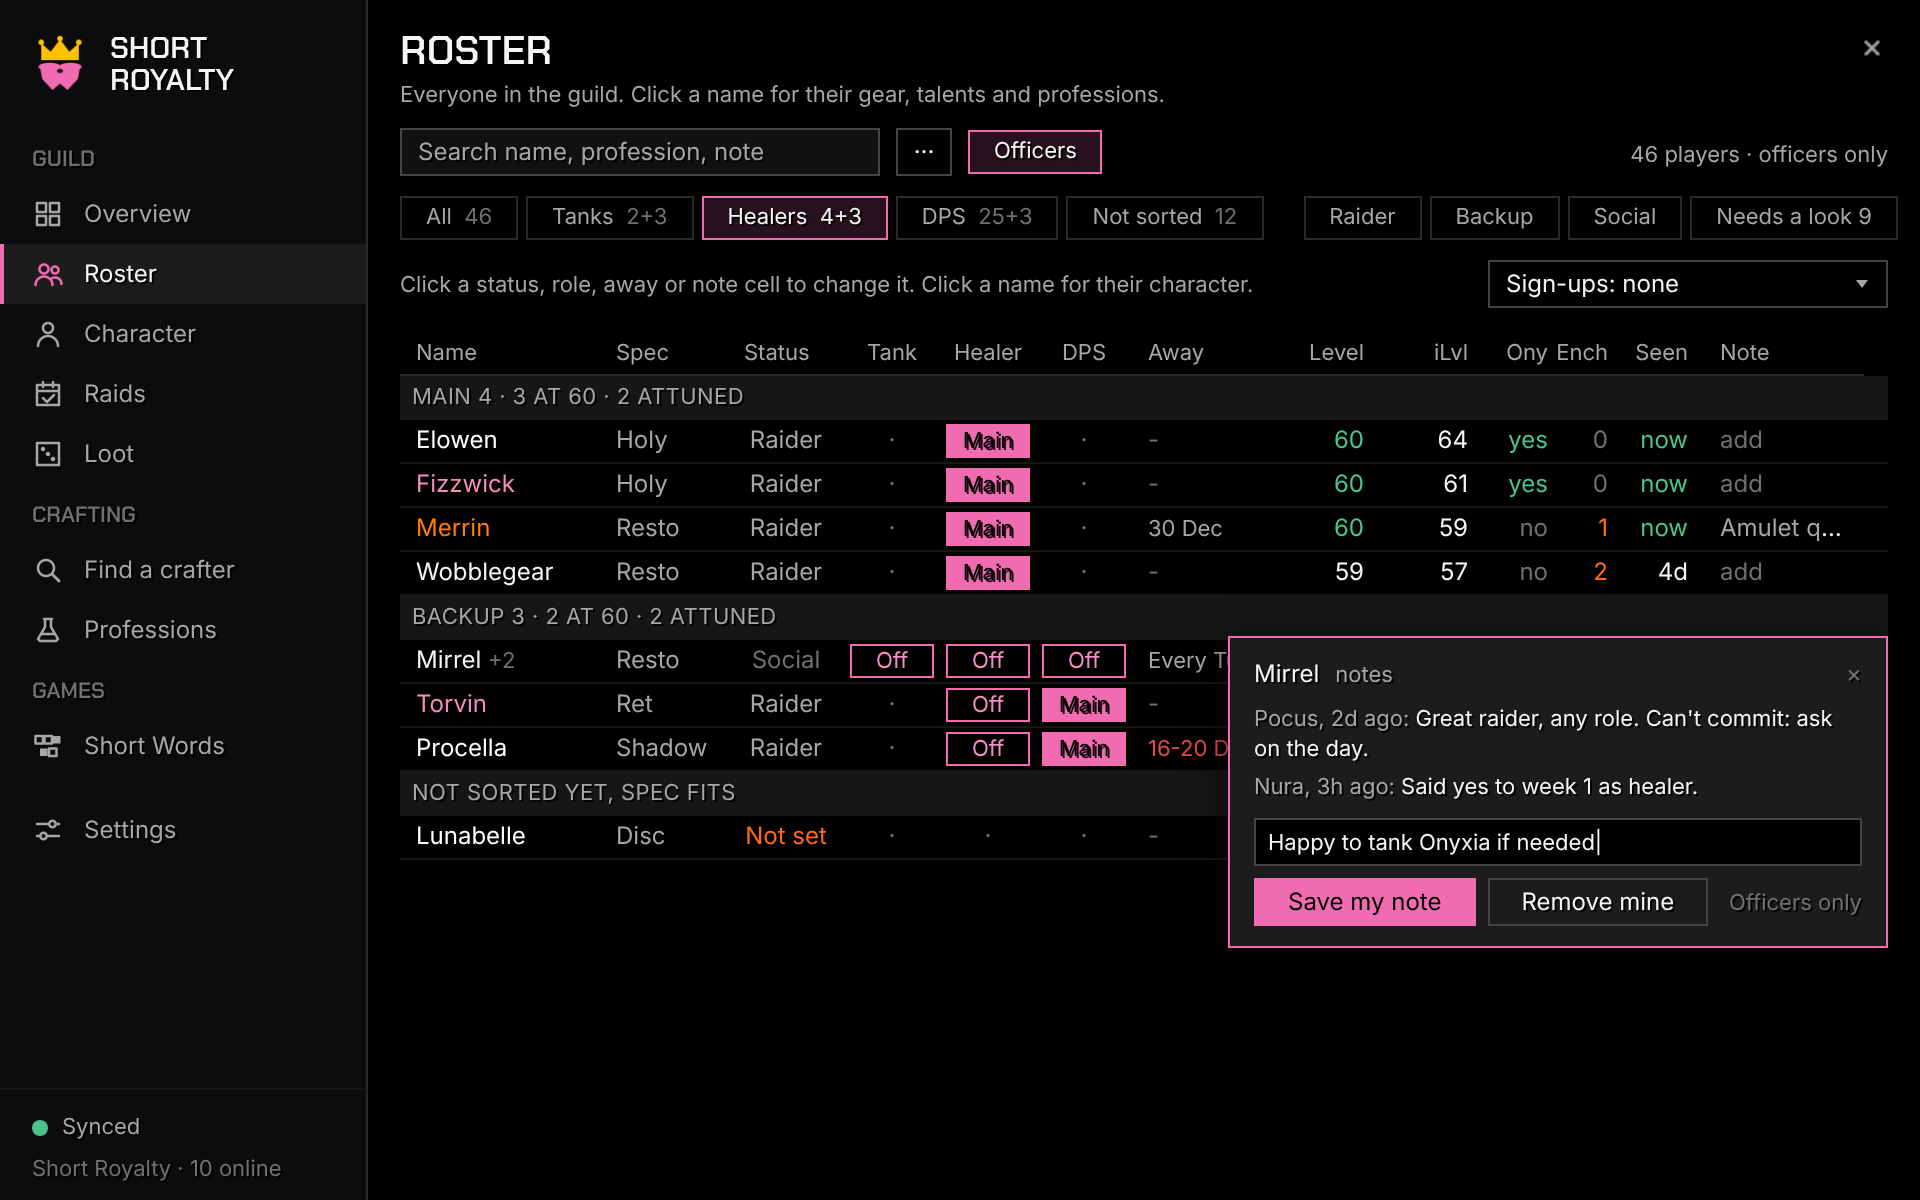 SHORT
ROYALTY
GUILD
Overview
Roster
Character
Raids
Loot
CRAFTING
Find a crafter
Professions
GAMES
Short Words
Settings
Synced
Short Royalty · 10 online
ROSTER
×
Everyone in the guild. Click a name for their gear, talents and professions.
Search name, profession, note ... Officers 46 players · officers only
All 46 Tanks 2+3 Healers 4+3 DPS 25+3 Not sorted 12 Raider Backup Social Needs a look 9
Click a status, role, away or note cell to change it. Click a name for their character. Sign-ups: none
Name Spec Status Tank Healer DPS Away Level iLvl Ony Ench Seen Note
MAIN 4 · 3 AT 60 · 2 ATTUNED
Elowen Holy Raider · Main · - 60 64 yes 0 now add
Fizzwick Holy Raider · Main · - 60 61 yes 0 now add
Merrin Resto Raider · Main · 30 Dec 60 59 no 1 now Amulet q...
Wobblegear Resto Raider · Main · - 59 57 no 2 4d add
BACKUP 3 · 2 AT 60 · 2 ATTUNED
Mirrel +2 Resto Social Off Off Off Every T
Torvin Ret Raider · Off Main -
Procella Shadow Raider · Off Main 16-20 D
NOT SORTED YET, SPEC FITS
Lunabelle Disc Not set · · · -
Mirrel notes ×
Pocus, 2d ago: Great raider, any role. Can't commit: ask
on the day.
Nura, 3h ago: Said yes to week 1 as healer.
Happy to tank Onyxia if needed
Save my note Remove mine Officers only